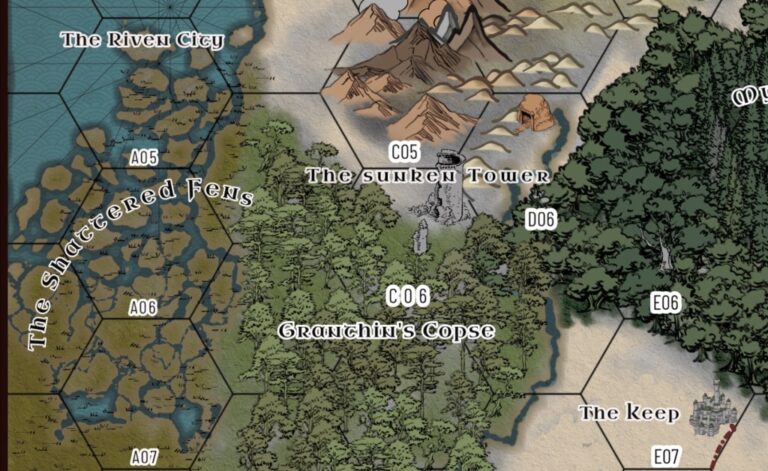 The Riven City
My
A05
C05
The Sunken Tower
The Shattered Fens
D06
C06
A06
E06
Granthin's Copse
The Keep
A07
E07